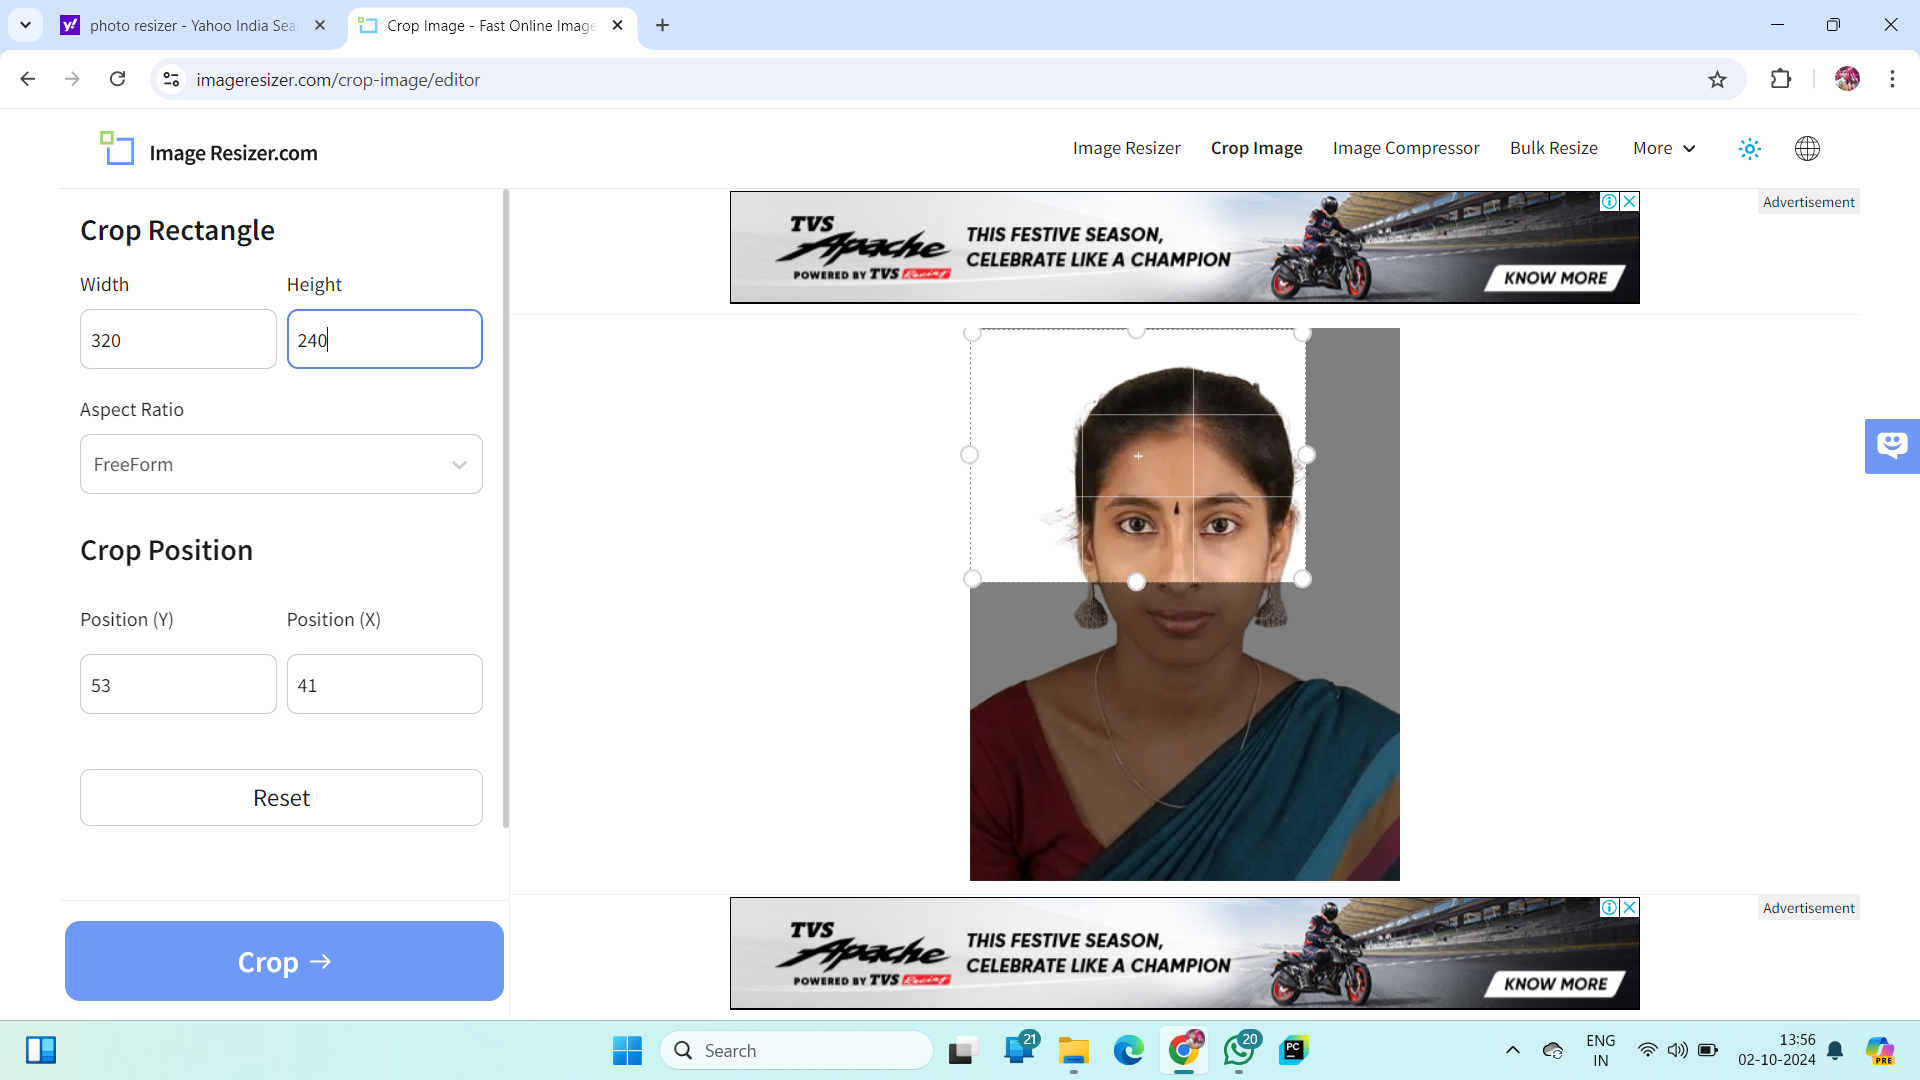 photo resizer - Yahoo India Sea
Crop Image - Fast Online Image
imageresizer.com/crop-image/editor
Image Resizer.com
Image Resizer
Crop Image
Image Compressor
Bulk Resize
More
Crop Rectangle
Width
Height
320
240
Aspect Ratio
FreeForm
Crop Position
Position (Y)
Position (X)
53
41
Reset
Crop →
TVS
Apache
POWERED BY TVS Racing
THIS FESTIVE SEASON,
CELEBRATE LIKE A CHAMPION
KNOW MORE
Advertisement
TVS
Apache
POWERED BY TVS Racing
THIS FESTIVE SEASON,
CELEBRATE LIKE A CHAMPION
KNOW MORE
Advertisement
Search
21
20
PC
ENG
IN
13:56
02-10-2024
PRE